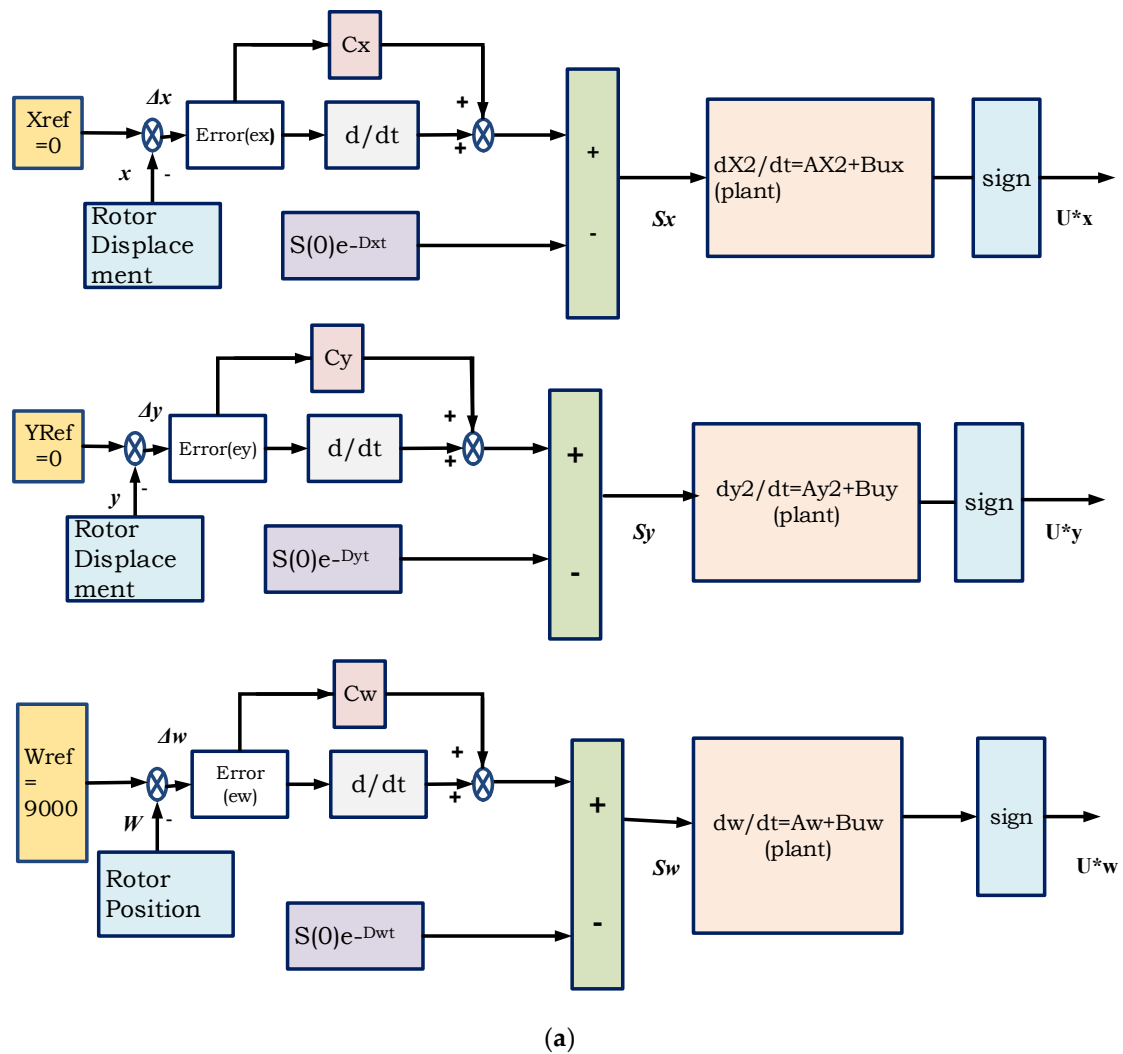 Cx
Δx
Xref
=0
Error(ex)
d/dt
+
+
x
-
Rotor
Displace
ment
S(0)e-Dxt
+
-
Sx
dX2/dt=AX2+Bux
(plant)
sign
U*x
Cy
Δy
YRef
=0
Error(ey)
d/dt
+
+
y
-
Rotor
Displace
ment
S(0)e-Dyt
+
-
Sy
dy2/dt=Ay2+Buy
(plant)
sign
U*y
Cw
Δw
Wref
=
9000
Error
(ew)
d/dt
+
+
W
-
Rotor
Position
S(0)e-Dwt
+
-
Sw
dw/dt=Aw+Buw
(plant)
sign
U*w
(a)